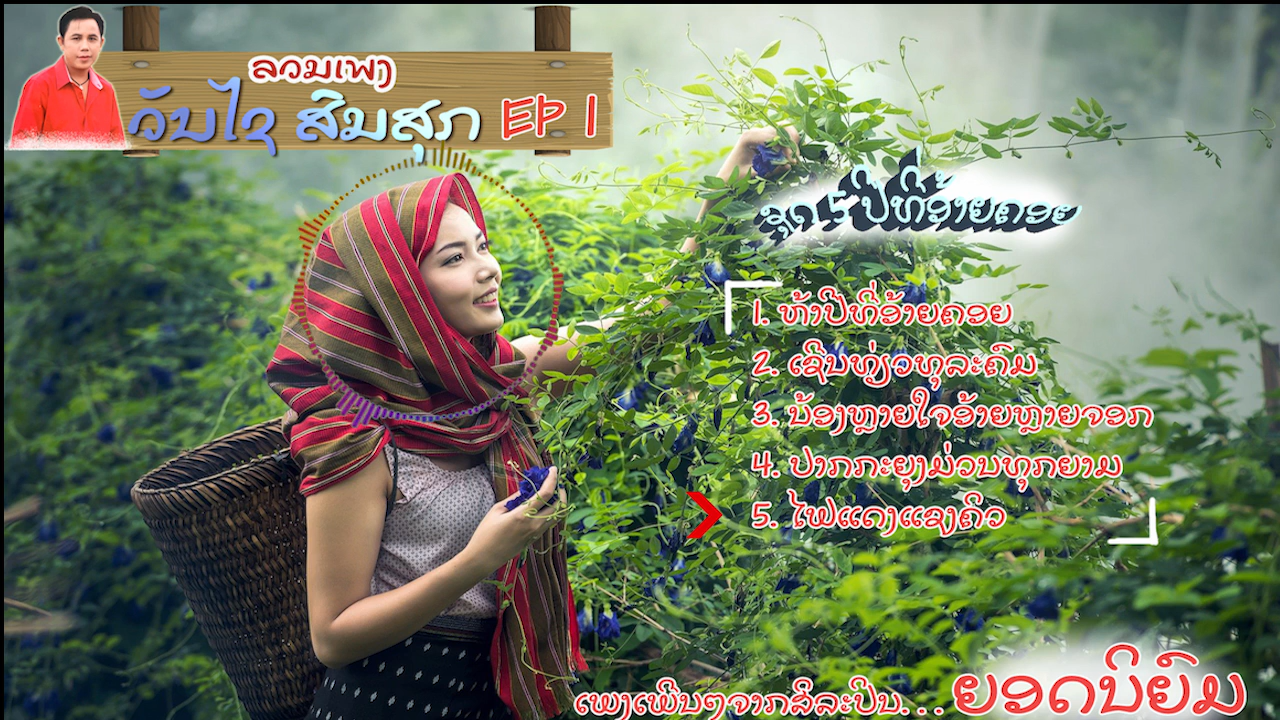 ລວມເພງ
ວັນໄຊ ສິມສຸກ EP 1
ຊຸດ 5 ປີທີ່ອ້າຍຄອຍ
1. ຫ້າປີທີ່ອ້າຍຄອຍ
2. ເຊີນທ່ຽວທຸລະຄົມ
3. ນ້ອງຫຼາຍໃຈອ້າຍຫຼາຍຈອກ
4. ປາກກະຍຸງມ່ວນທຸກຍາມ
5. ໄຟແດງແຊງຄິວ
ເພງເພີນໆຈາກສິລະປິນ...ຍອດນິຍົມ